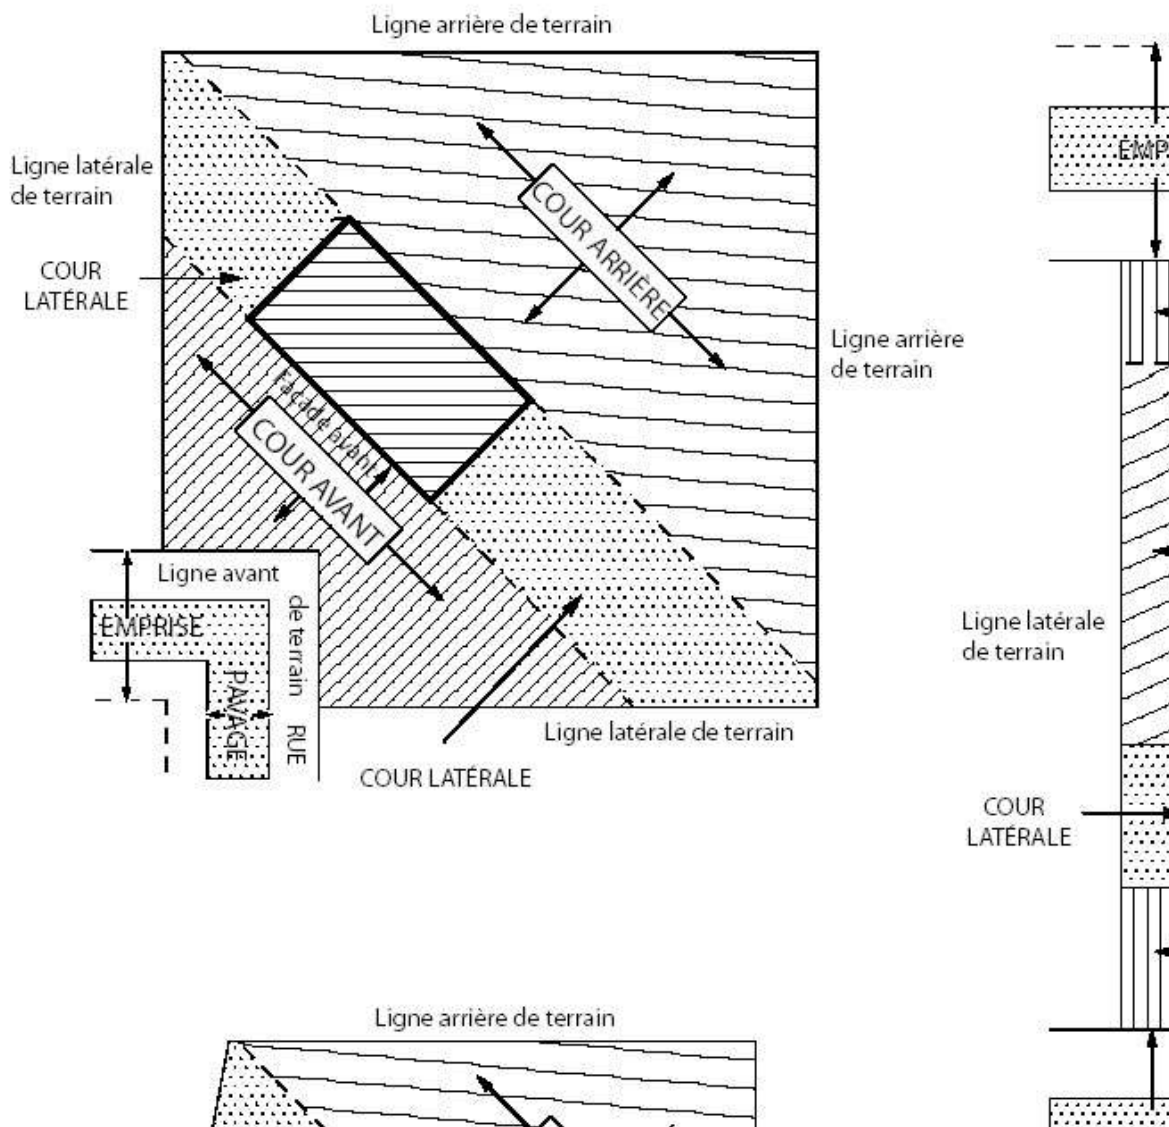 Ligne arrière de terrain
Ligne latérale
de terrain
COUR
LATÉRALE
COUR ARRIÈRE
Ligne arrière
de terrain
Façade avant
COUR AVANT
Ligne avant
de terrain
EMPRISE
PAVAGE
RUE
Ligne latérale de terrain
COUR LATÉRALE
EMP
Ligne latérale
de terrain
COUR
LATÉRALE
Ligne arrière de terrain